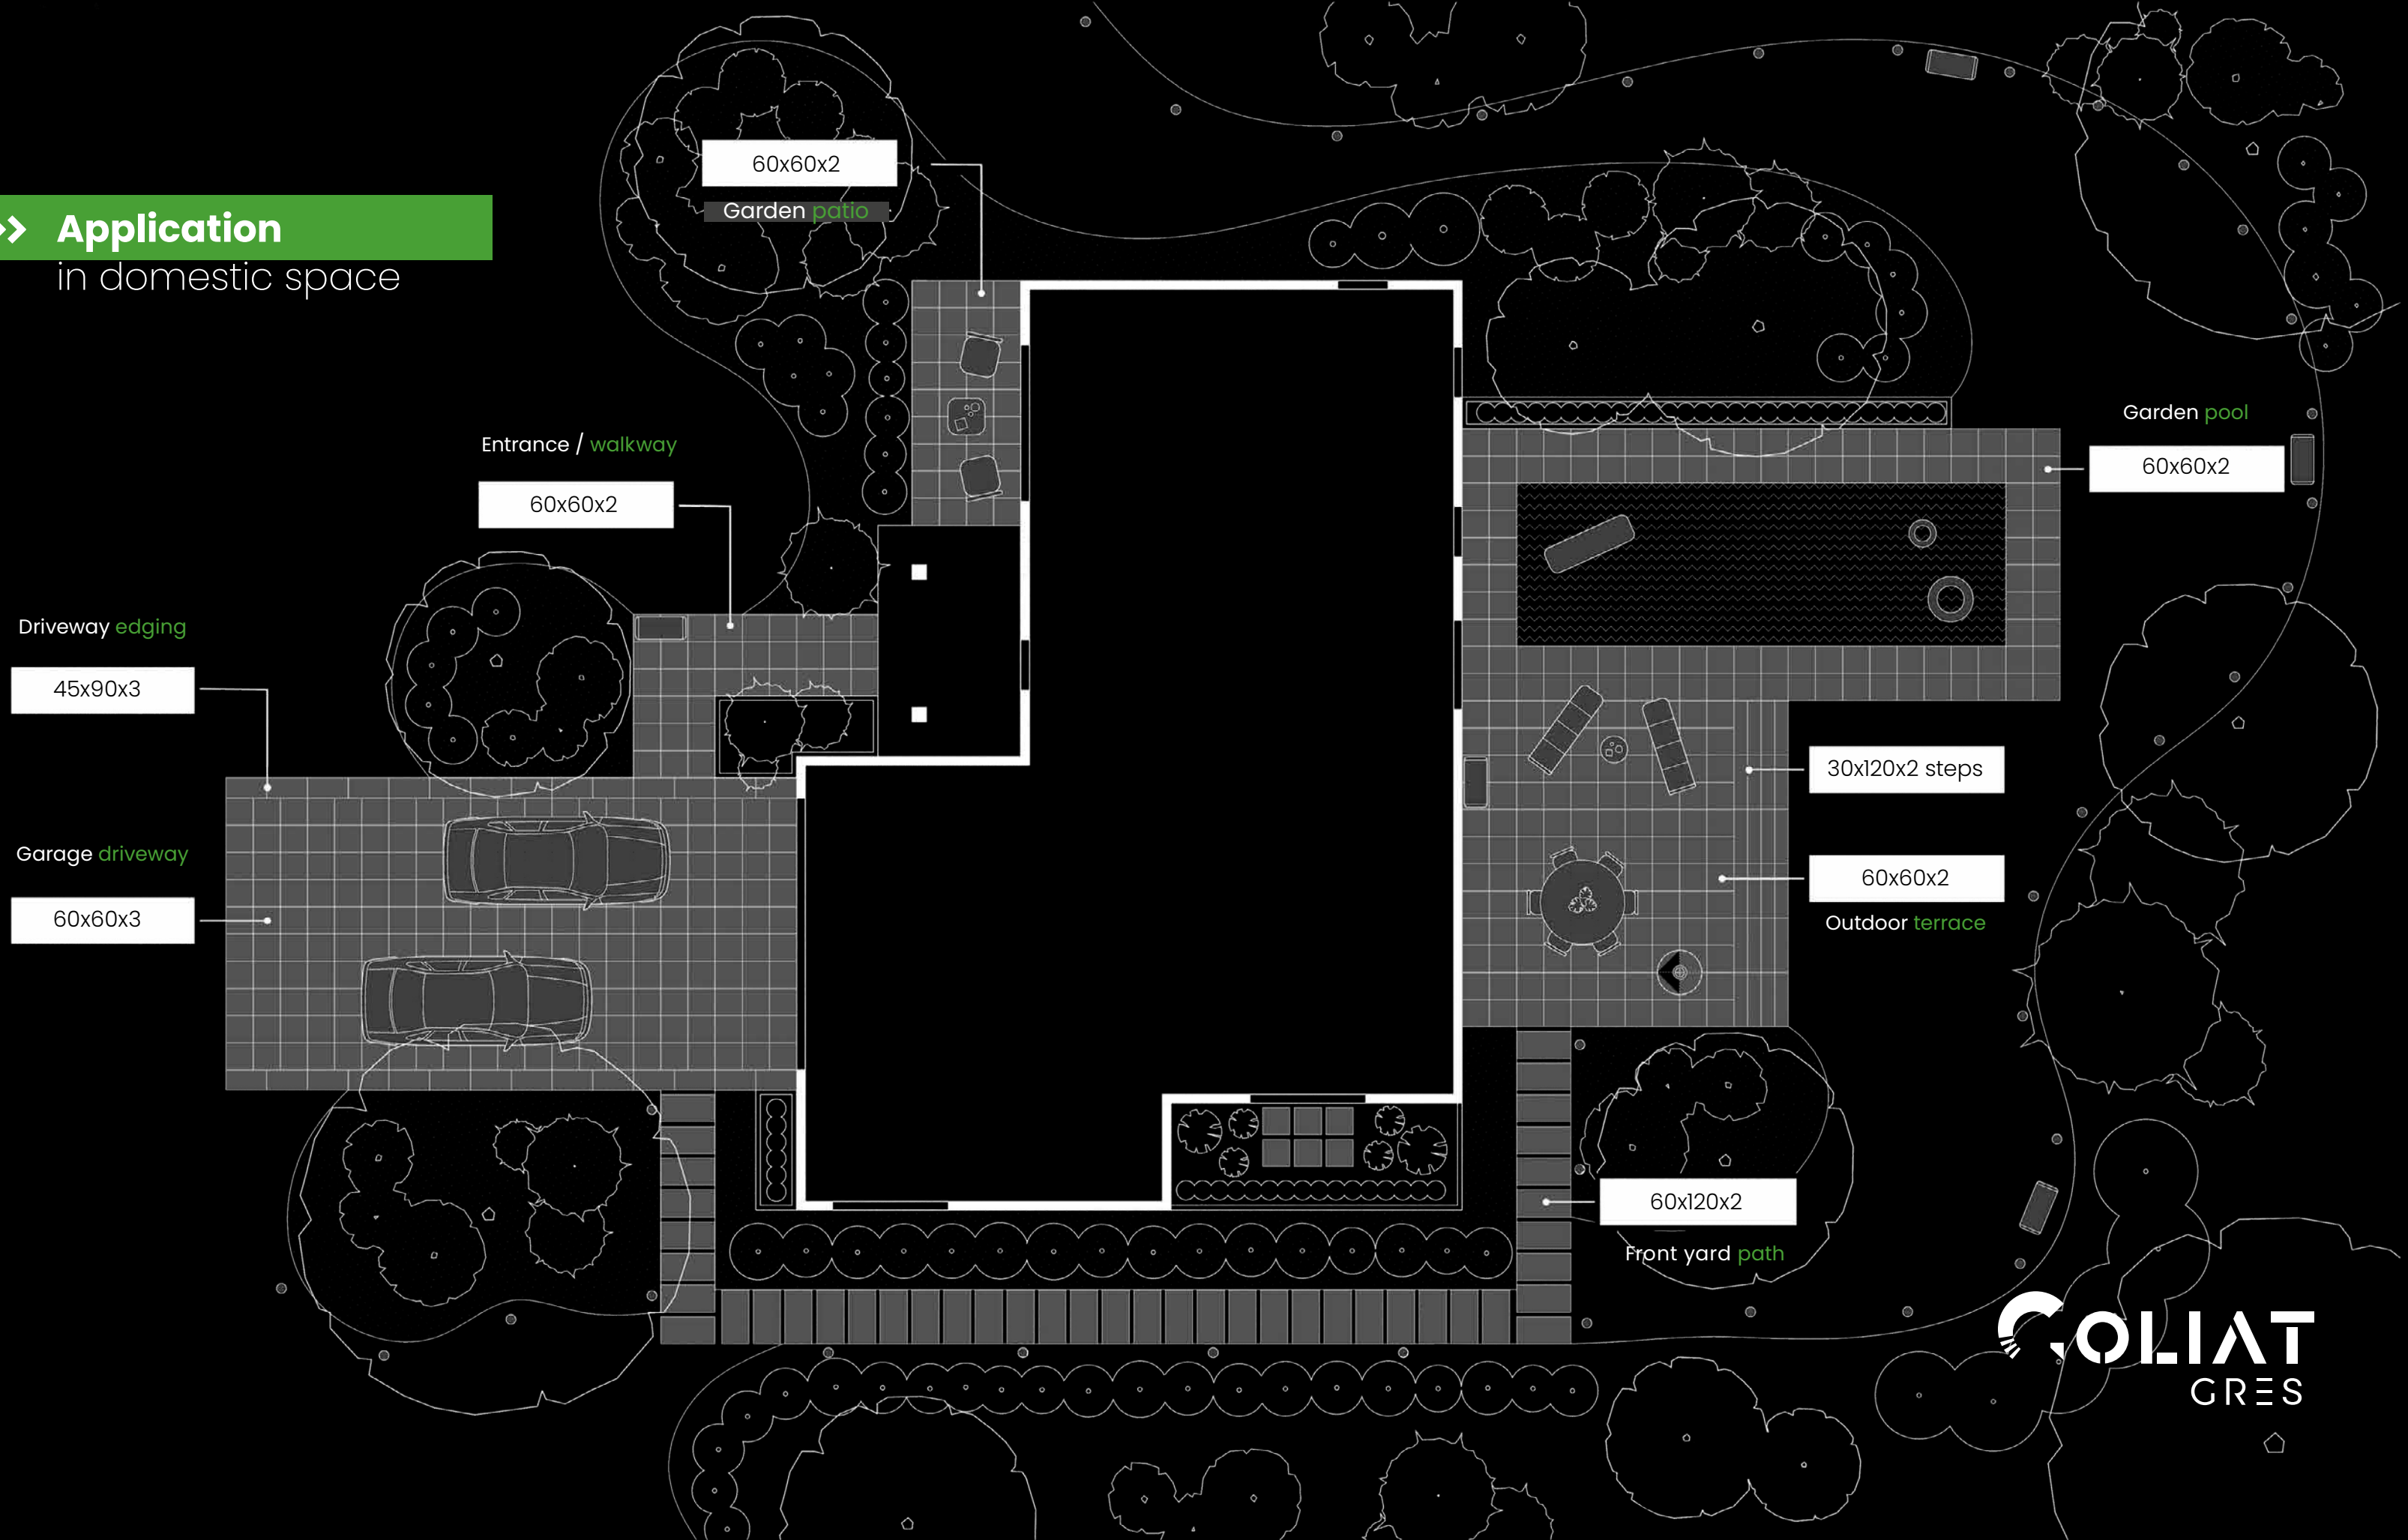 Application
in domestic space
60x60x2
Garden patio
Entrance / walkway
60x60x2
Driveway edging
45x90x3
Garage driveway
60x60x3
Garden pool
60x60x2
30x120x2 steps
60x60x2
Outdoor terrace
60x120x2
Front yard path
GOLIAT
GRES